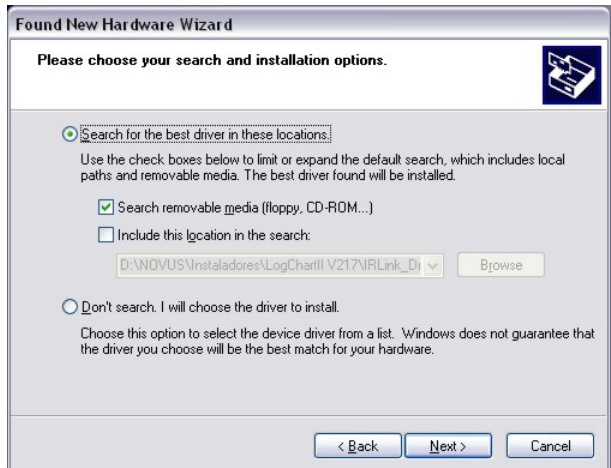 Found New Hardware Wizard
Please choose your search and installation options.
Search for the best driver in these locations.
Use the check boxes below to limit or expand the default search, which includes local
paths and removable media. The best driver found will be installed.
Search removable media (floppy, CD-ROM...)
Include this location in the search:
D:\NOVUS\Instaladores\LogChartII V217\IRLink_Dr
Browse
Don't search. I will choose the driver to install.
Choose this option to select the device driver from a list. Windows does not guarantee that
the driver you choose will be the best match for your hardware.
< Back Next > Cancel